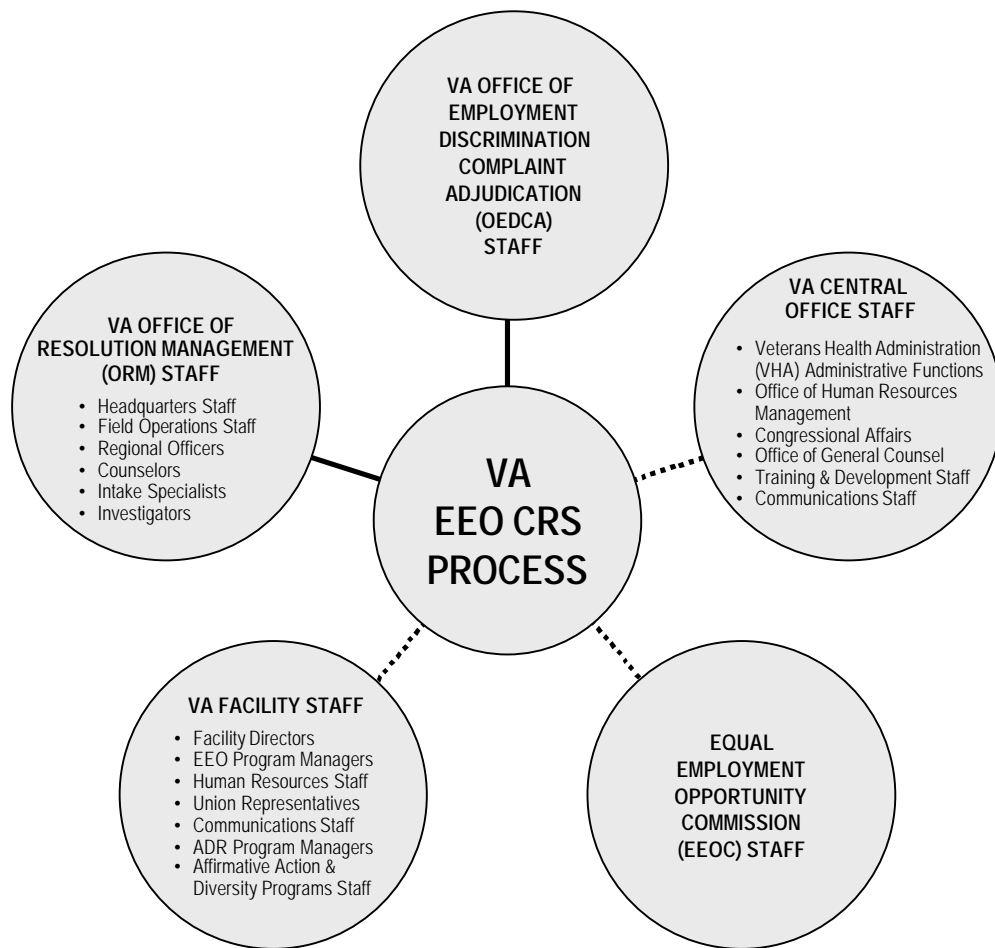 VA OFFICE OF
EMPLOYMENT
DISCRIMINATION
COMPLAINT
ADJUDICATION
(OEDCA)
STAFF
VA OFFICE OF
RESOLUTION MANAGEMENT
(ORM) STAFF
• Headquarters Staff
• Field Operations Staff
• Regional Officers
• Counselors
• Intake Specialists
• Investigators
VA CENTRAL
OFFICE STAFF
• Veterans Health Administration
(VHA) Administrative Functions
• Office of Human Resources
Management
• Congressional Affairs
• Office of General Counsel
• Training & Development Staff
• Communications Staff
VA
EEO CRS
PROCESS
VA FACILITY STAFF
• Facility Directors
• EEO Program Managers
• Human Resources Staff
• Union Representatives
• Communications Staff
• ADR Program Managers
• Affirmative Action &
Diversity Programs Staff
EQUAL
EMPLOYMENT
OPPORTUNITY
COMMISSION
(EEOC) STAFF